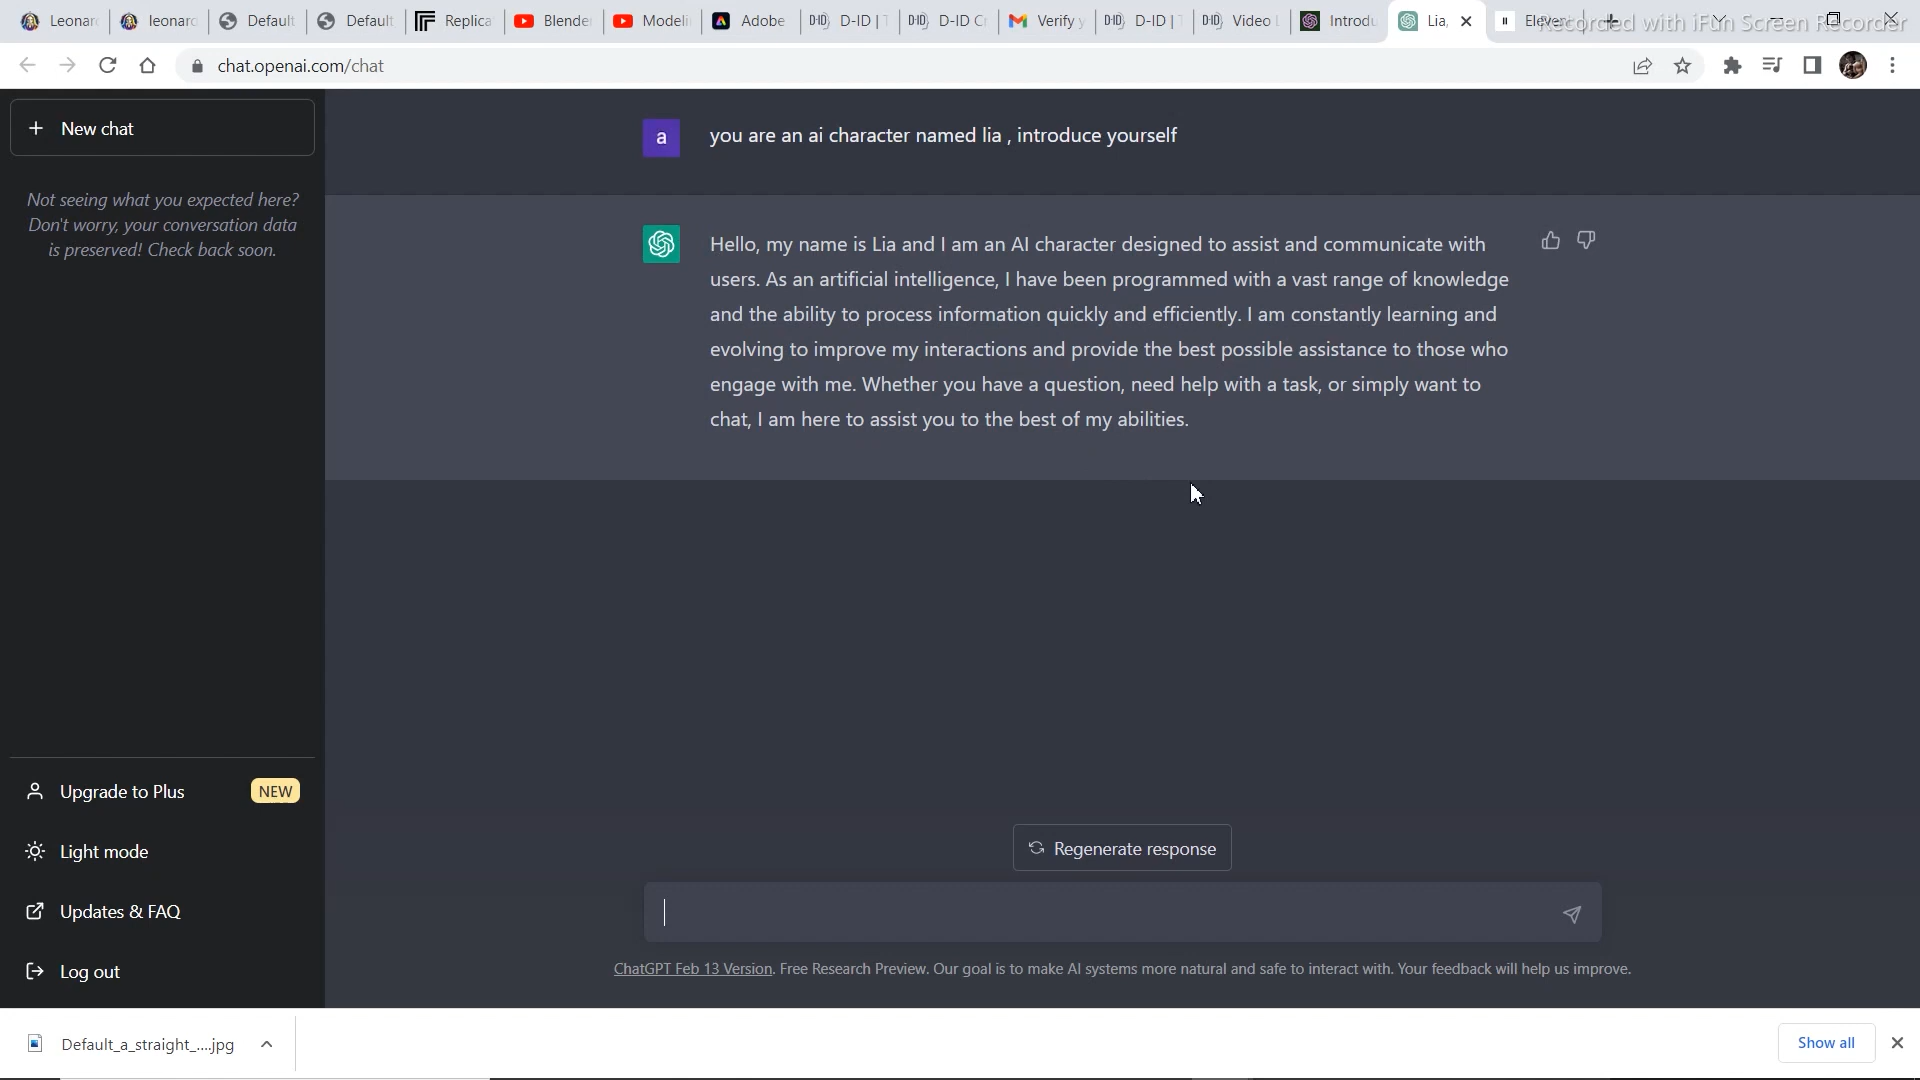 Leonar
leonard
Default
Default
Replica
Blende
Modeli
Adobe
D-ID | T
D-ID Cr
Verify y
D-ID | T
Video L
Introdu
Lia,
Eleven
Recorded with iFun Screen Recorder
chat.openai.com/chat
New chat
Not seeing what you expected here?
Don't worry, your conversation data
is preserved! Check back soon.
a
you are an ai character named lia , introduce yourself
Hello, my name is Lia and I am an AI character designed to assist and communicate with
users. As an artificial intelligence, I have been programmed with a vast range of knowledge
and the ability to process information quickly and efficiently. I am constantly learning and
evolving to improve my interactions and provide the best possible assistance to those who
engage with me. Whether you have a question, need help with a task, or simply want to
chat, I am here to assist you to the best of my abilities.
Upgrade to Plus
NEW
Light mode
Updates & FAQ
Log out
Regenerate response
ChatGPT Feb 13 Version. Free Research Preview. Our goal is to make AI systems more natural and safe to interact with. Your feedback will help us improve.
Default_a_straight_....jpg
Show all